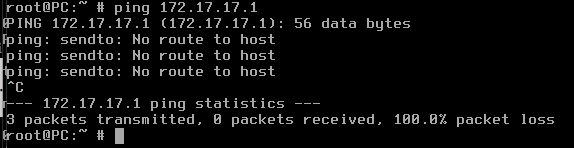 root@PC:~ # ping 172.17.17.1
PING 172.17.17.1 (172.17.17.1): 56 data bytes
ping: sendto: No route to host
ping: sendto: No route to host
ping: sendto: No route to host
^C
--- 172.17.17.1 ping statistics ---
3 packets transmitted, 0 packets received, 100.0% packet loss
root@PC:~ #